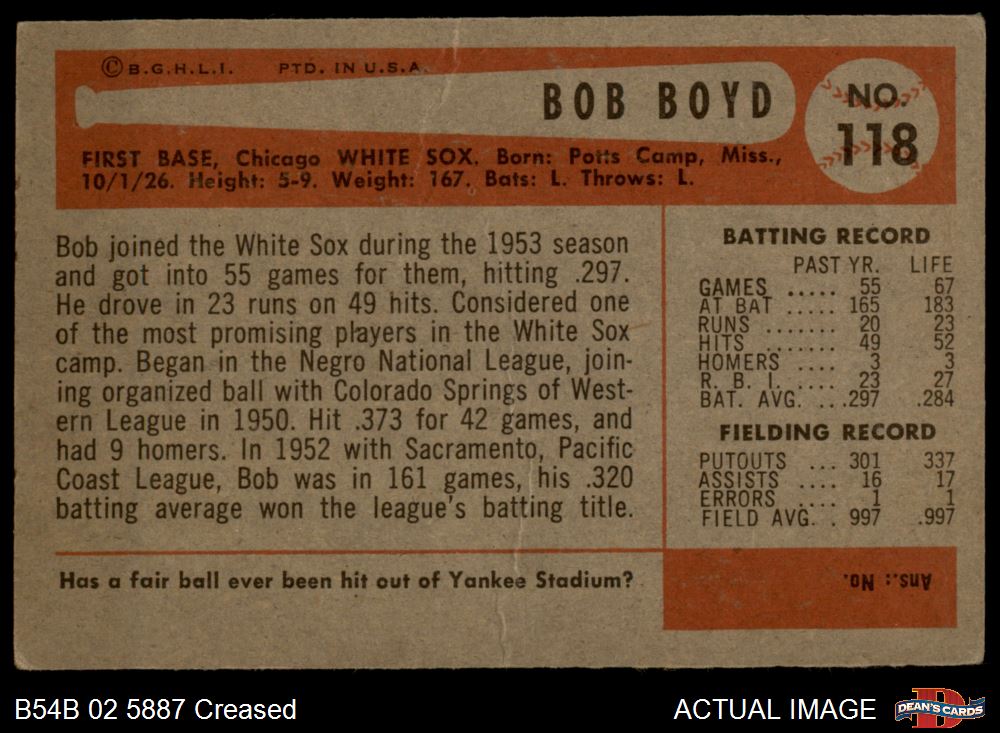 © B.G.H.L.I. PTD. IN U.S.A.
BOB BOYD
NO.
118
FIRST BASE, Chicago WHITE SOX. Born: Potts Camp, Miss.,
10/1/26. Height: 5-9. Weight: 167. Bats: L. Throws: L.
Bob joined the White Sox during the 1953 season
and got into 55 games for them, hitting .297.
He drove in 23 runs on 49 hits. Considered one
of the most promising players in the White Sox
camp. Began in the Negro National League, join-
ing organized ball with Colorado Springs of West-
ern League in 1950. Hit .373 for 42 games, and
had 9 homers. In 1952 with Sacramento, Pacific
Coast League, Bob was in 161 games, his .320
batting average won the league's batting title.
BATTING RECORD
PAST YR. LIFE
GAMES ..... 55 67
AT BAT ..... 165 183
RUNS ....... 20 23
HITS ....... 49 52
HOMERS .... 3 3
R. B. I. .... 23 27
BAT. AVG. ...297 .284
FIELDING RECORD
PUTOUTS ... 301 337
ASSISTS .... 16 17
ERRORS .... 1 1
FIELD AVG. . 997 .997
Has a fair ball ever been hit out of Yankee Stadium?
Ans.: No.
B54B 02 5887 Creased
ACTUAL IMAGE
DEAN'S CARDS